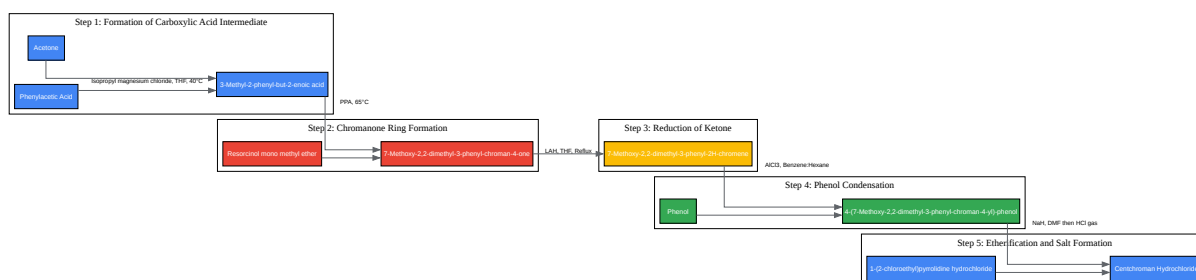 Step 1: Formation of Carboxylic Acid Intermediate
Acetone
Isopropyl magnesium chloride, THF, 40°C
3-Methyl-2-phenyl-but-2-enoic acid
Phenylacetic Acid
PPA, 65°C
Step 2: Chromanone Ring Formation
Resorcinol mono methyl ether
7-Methoxy-2,2-dimethyl-3-phenyl-chroman-4-one
LAH, THF, Reflux
Step 3: Reduction of Ketone
7-Methoxy-2,2-dimethyl-3-phenyl-2H-chromene
AlCl3, Benzene:Hexane
Step 4: Phenol Condensation
Phenol
4-(7-Methoxy-2,2-dimethyl-3-phenyl-chroman-4-yl)-phenol
NaH, DMF then HCl gas
Step 5: Etherification and Salt Formation
1-(2-chloroethyl)pyrrolidine hydrochloride
Centchroman